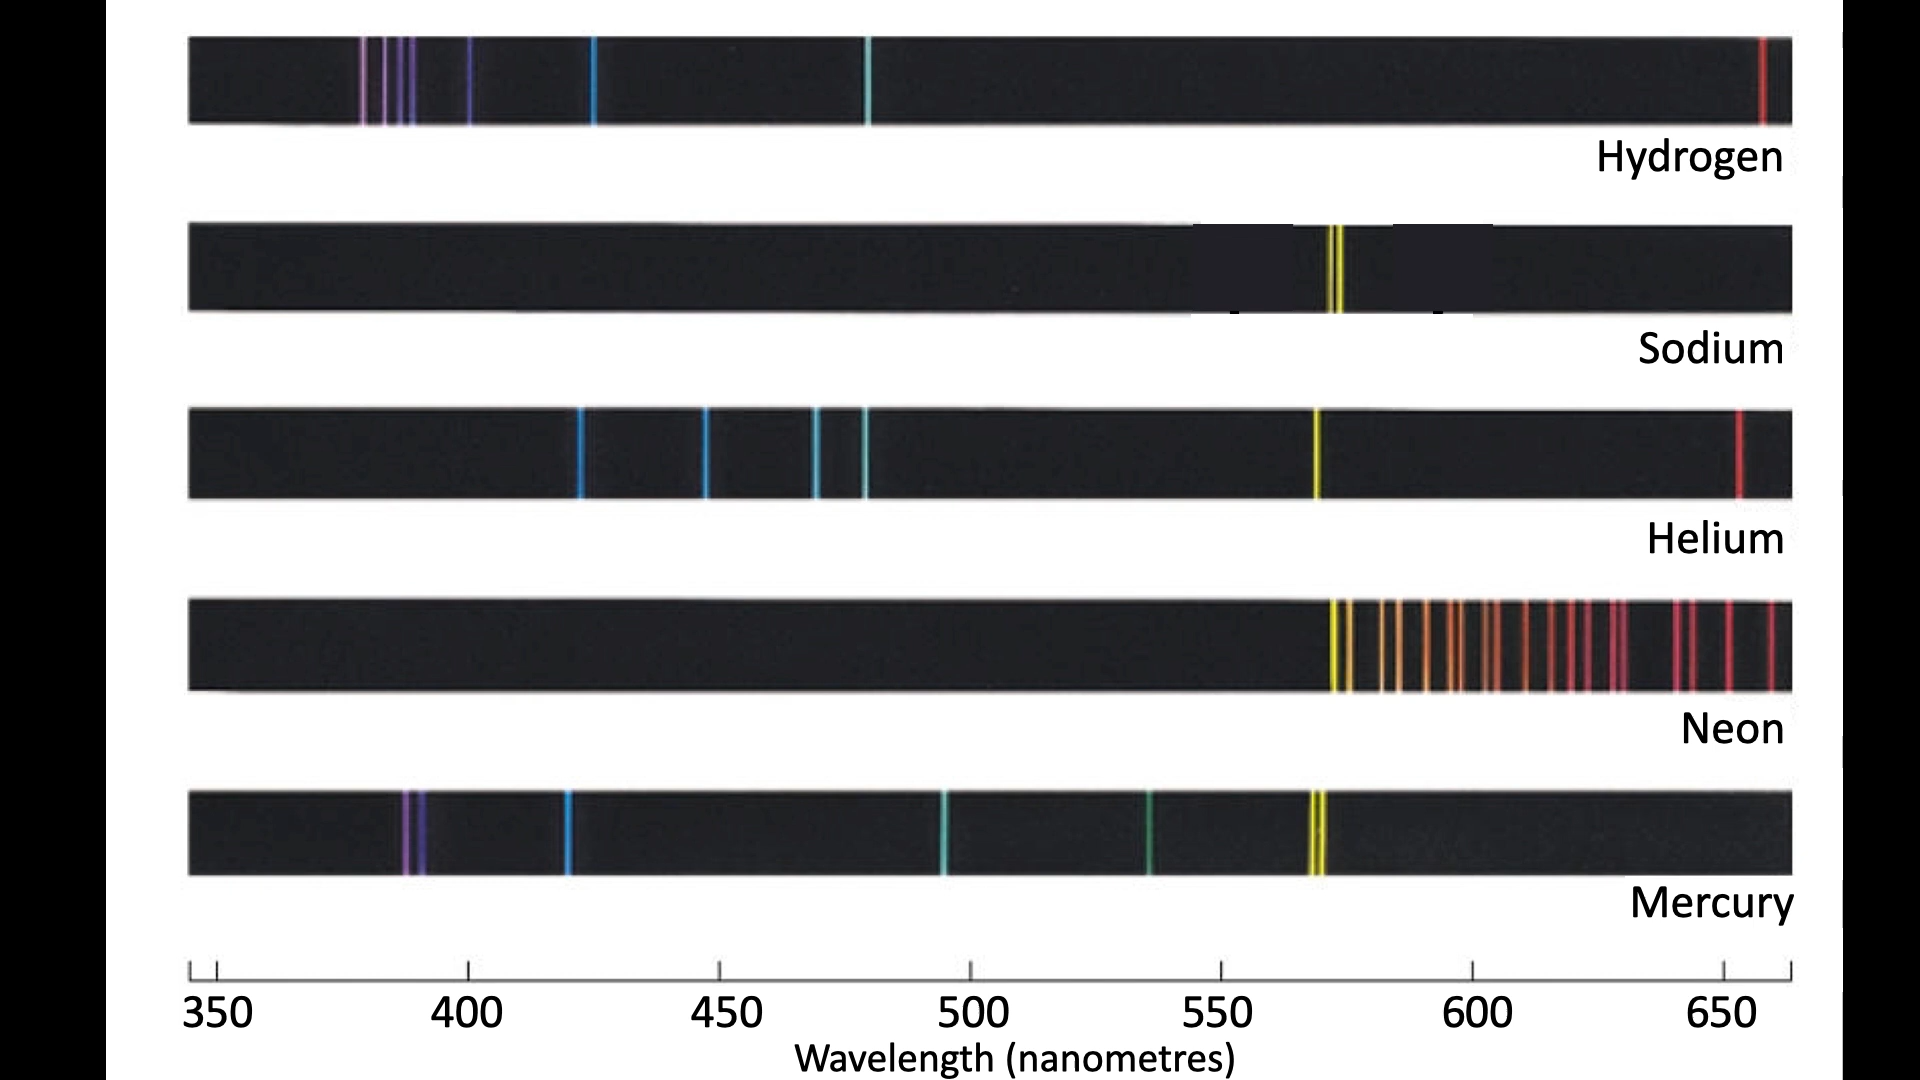 Hydrogen
Sodium
Helium
Neon
Mercury
350 400 450 500 550 600 650
Wavelength (nanometres)